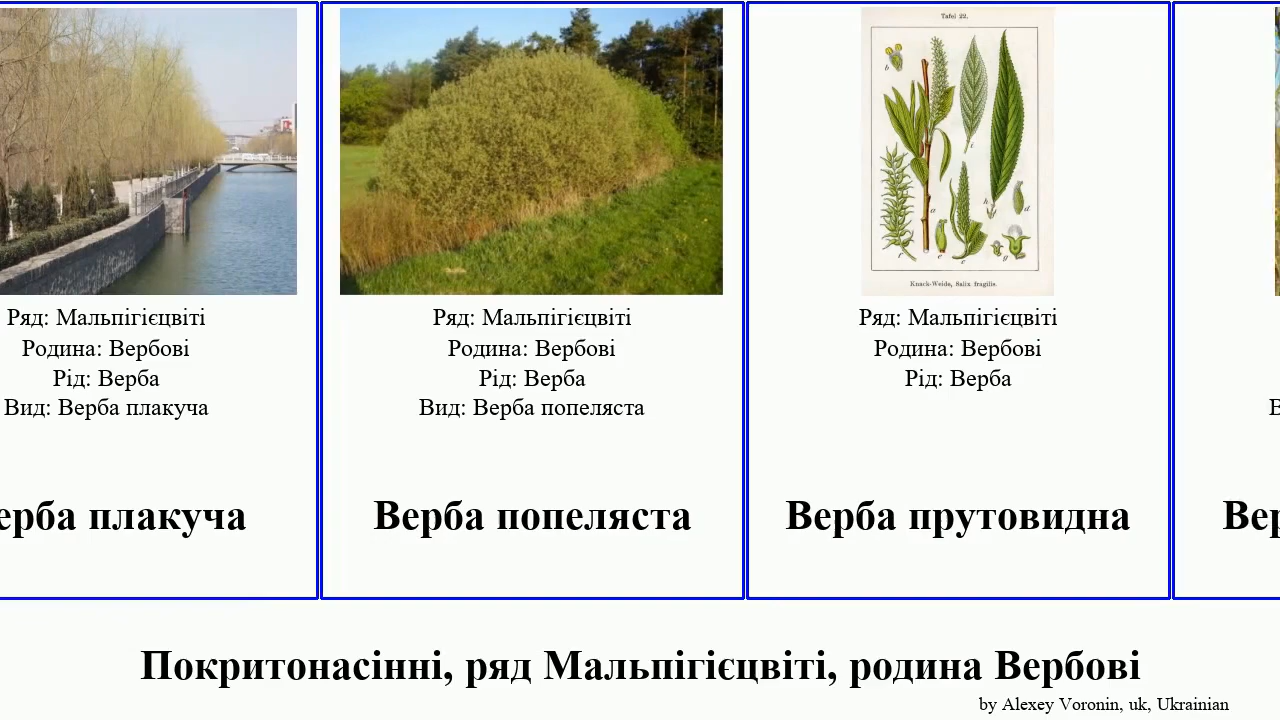 Ряд: Мальпігієцвіті
Родина: Вербові
Рід: Верба
Вид: Верба плакуча
ерба плакуча
Ряд: Мальпігієцвіті
Родина: Вербові
Рід: Верба
Вид: Верба попеляста
Верба попеляста
Tafel 22.
Knack-Weide, Salix fragilis.
Ряд: Мальпігієцвіті
Родина: Вербові
Рід: Верба
Верба прутовидна
В
Вер
Покритонасінні, ряд Мальпігієцвіті, родина Вербові
by Alexey Voronin, uk, Ukrainian